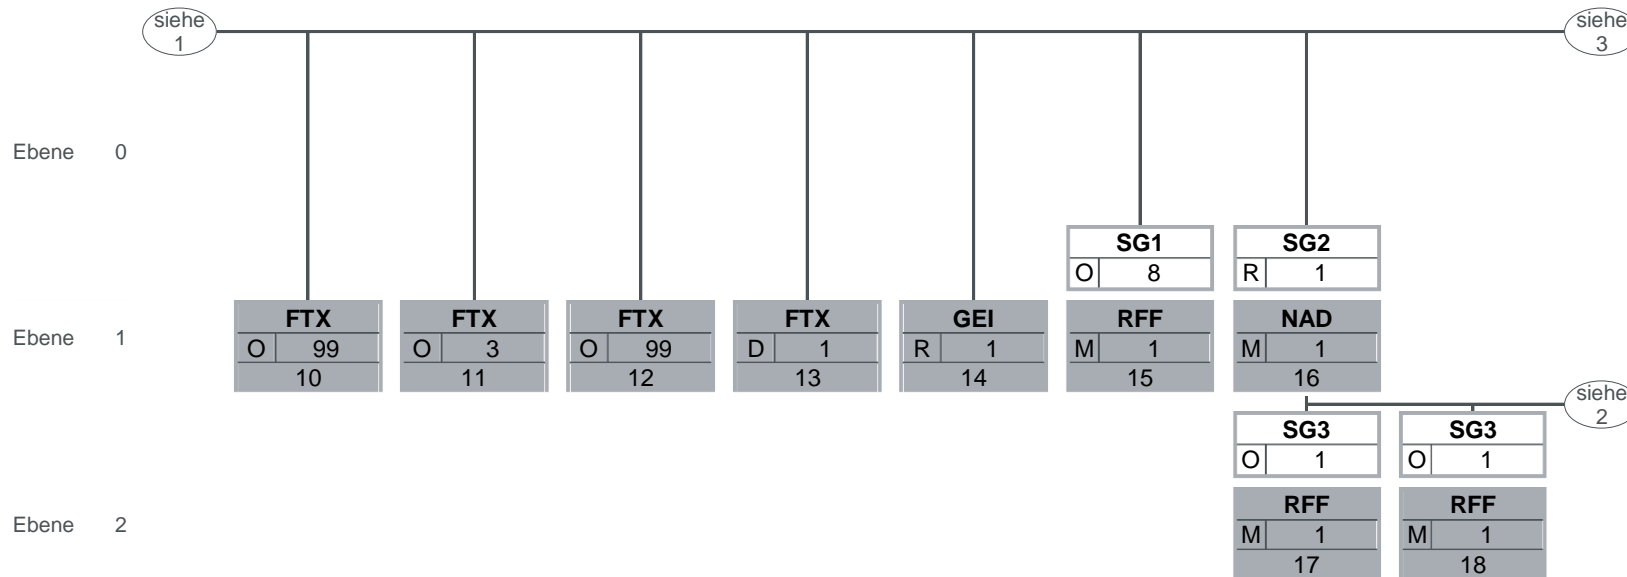 siehe
1
siehe
3
Ebene 0
SG1
O 8
SG2
R 1
Ebene 1
FTX
O 99
10
FTX
O 3
11
FTX
O 99
12
FTX
D 1
13
GEI
R 1
14
RFF
M 1
15
NAD
M 1
16
siehe
2
SG3
O 1
SG3
O 1
Ebene 2
RFF
M 1
17
RFF
M 1
18